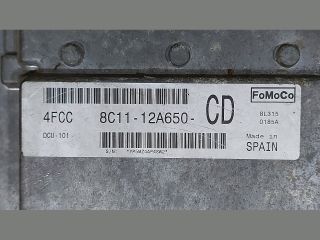 FoMoCo
4FCC 8C11-12A650- CD
8L315
0185A
DCU-101
Made in
SPAIN
S/N: